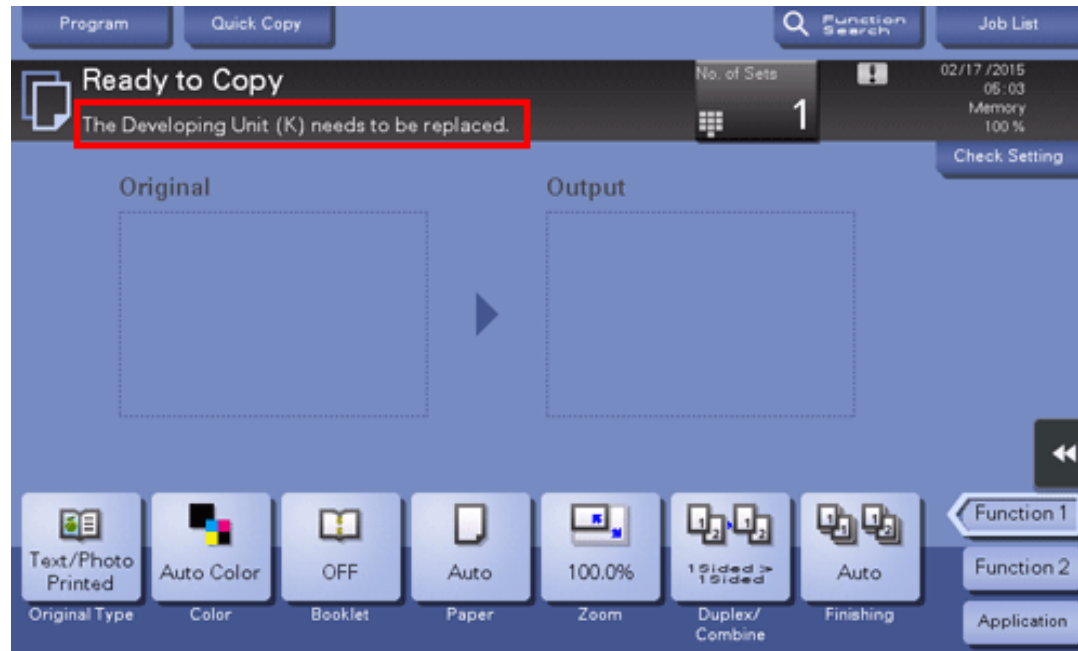 Program
Quick Copy
Function Search
Job List
Ready to Copy
The Developing Unit (K) needs to be replaced.
No. of Sets
1
02/17/2015
05:03
Memory
100 %
Check Setting
Original
Output
Text/Photo
Printed
Auto Color
OFF
Auto
100.0%
1Sided >
1Sided
Auto
Original Type
Color
Booklet
Paper
Zoom
Duplex/
Combine
Finishing
Function 1
Function 2
Application